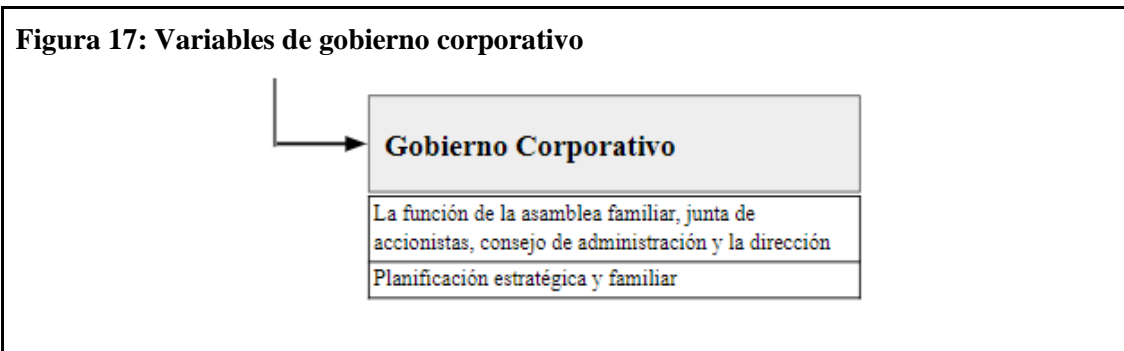 Figura 17: Variables de gobierno corporativo
Gobierno Corporativo
La función de la asamblea familiar, junta de
accionistas, consejo de administración y la dirección
Planificación estratégica y familiar